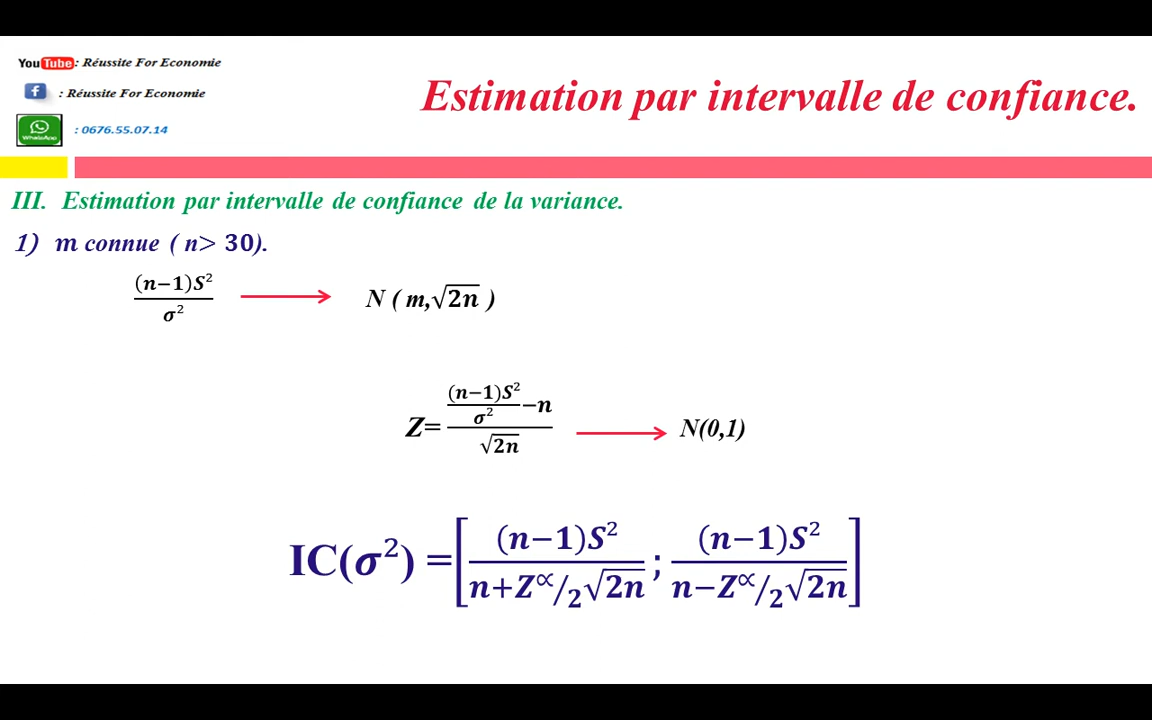 YouTube : Réussite For Economie
f : Réussite For Economie
WhatsApp : 0676.55.07.14
Estimation par intervalle de confiance.
III. Estimation par intervalle de confiance de la variance.
1) m connue ( n> 30).
(n−1)S²/σ² → N ( m,√2n )
Z= ((n−1)S²/σ² −n)/√2n → N(0,1)
IC(σ²) =[(n−1)S²/(n+Z∝/2√2n) ; (n−1)S²/(n−Z∝/2√2n)]